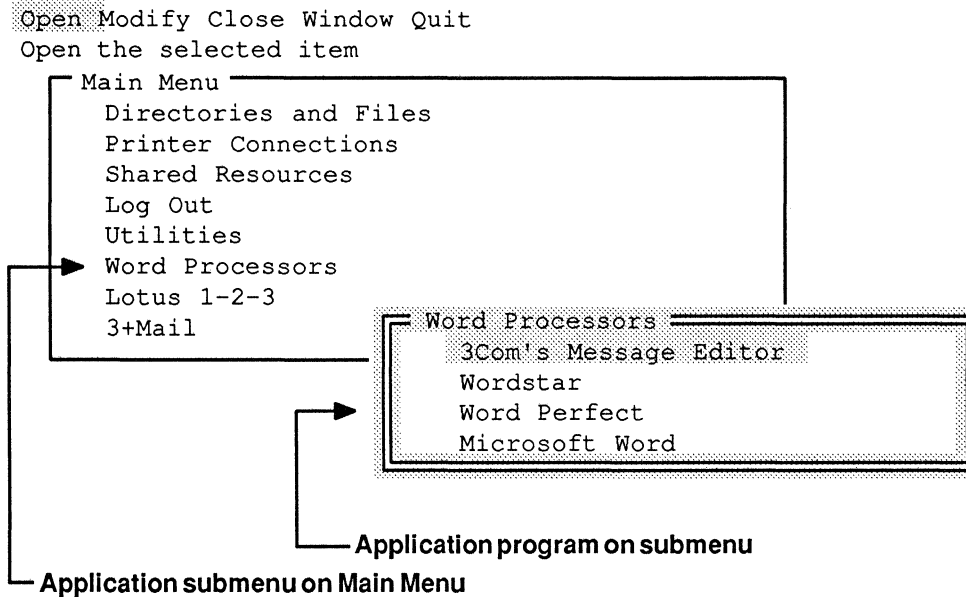 Open Modify Close Window Quit
Open the selected item
Main Menu
Directories and Files
Printer Connections
Shared Resources
Log Out
Utilities
Word Processors
Lotus 1-2-3
3+Mail
Word Processors
3Com's Message Editor
Wordstar
Word Perfect
Microsoft Word
Application program on submenu
Application submenu on Main Menu